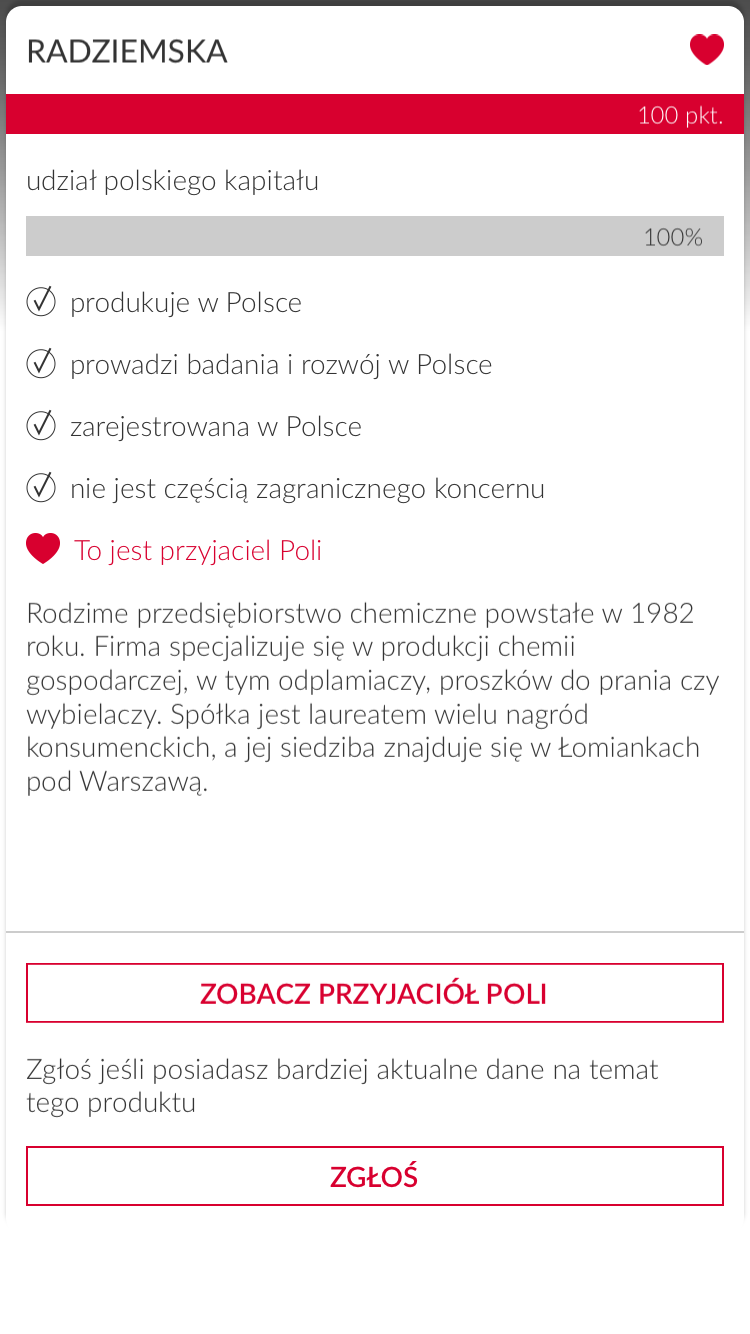 RADZIEMSKA
100 pkt.
udział polskiego kapitału
100%
produkuje w Polsce
prowadzi badania i rozwój w Polsce
zarejestrowana w Polsce
nie jest częścią zagranicznego koncernu
To jest przyjaciel Poli
Rodzime przedsiębiorstwo chemiczne powstałe w 1982
roku. Firma specjalizuje się w produkcji chemii
gospodarczej, w tym odplamiaczy, proszków do prania czy
wybielaczy. Spółka jest laureatem wielu nagród
konsumenckich, a jej siedziba znajduje się w Łomiankach
pod Warszawą.
ZOBACZ PRZYJACIÓŁ POLI
Zgłoś jeśli posiadasz bardziej aktualne dane na temat
tego produktu
ZGŁOŚ